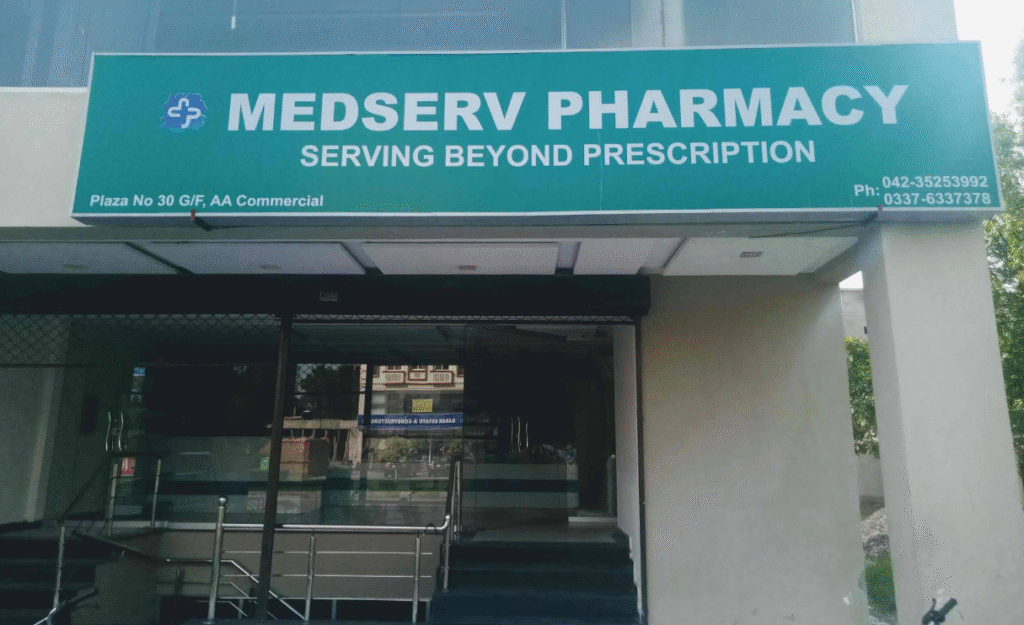 MEDSERV PHARMACY
SERVING BEYOND PRESCRIPTION
Plaza No 30 G/F, AA Commercial
Ph: 042-35253992
0337-6337378